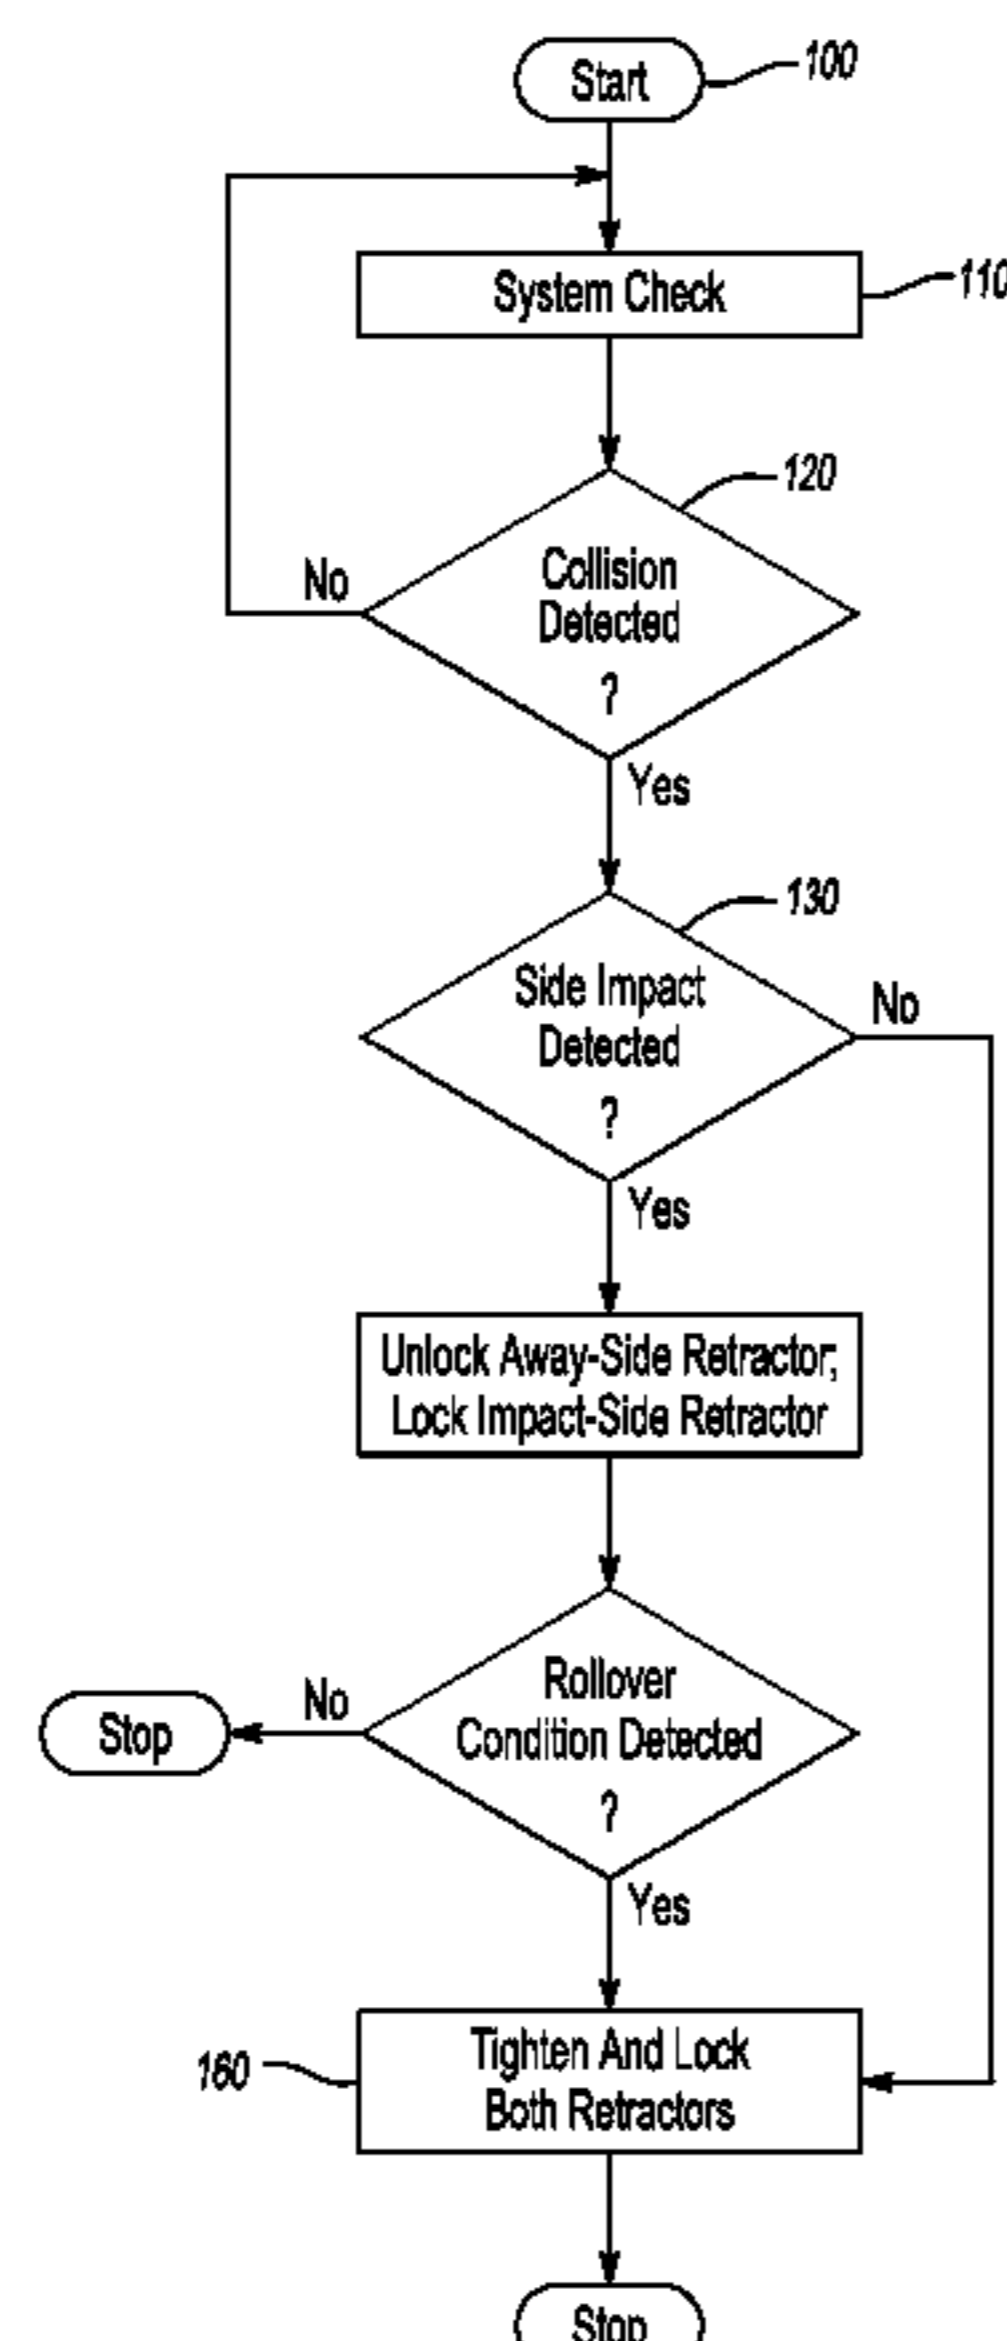 Start
100
System Check
110
120
Collision
Detected
?
No
Yes
130
Side Impact
Detected
?
No
Yes
Unlock Away-Side Retractor;
Lock Impact-Side Retractor
Rollover
Condition Detected
?
No
Stop
Yes
160
Tighten And Lock
Both Retractors
Stop